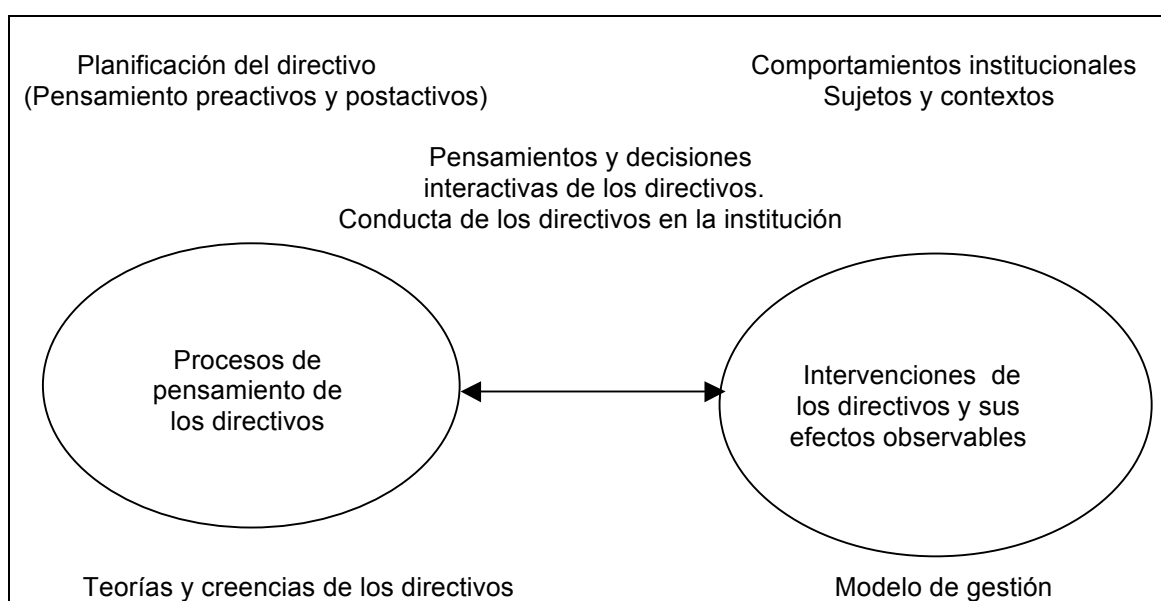 Planificación del directivo
(Pensamiento preactivos y postactivos)
Comportamientos institucionales
Sujetos y contextos
Pensamientos y decisiones
interactivas de los directivos.
Conducta de los directivos en la institución
Procesos de
pensamiento de
los directivos
Intervenciones de
los directivos y sus
efectos observables
Teorías y creencias de los directivos
Modelo de gestión